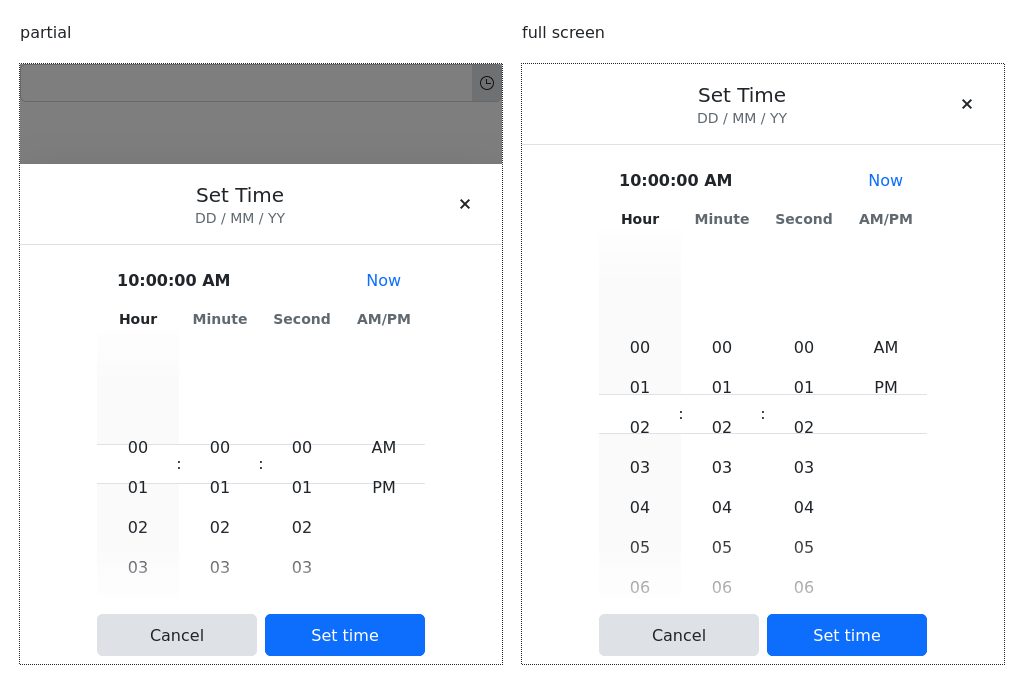 partial
Set Time
DD / MM / YY
×
10:00:00 AM Now
Hour Minute Second AM/PM
00 00 00 AM
: :
01 01 01 PM
02 02 02
03 03 03
Cancel Set time
full screen
Set Time
DD / MM / YY
×
10:00:00 AM Now
Hour Minute Second AM/PM
00 00 00 AM
01 01 01 PM
: :
02 02 02
03 03 03
04 04 04
05 05 05
06 06 06
Cancel Set time